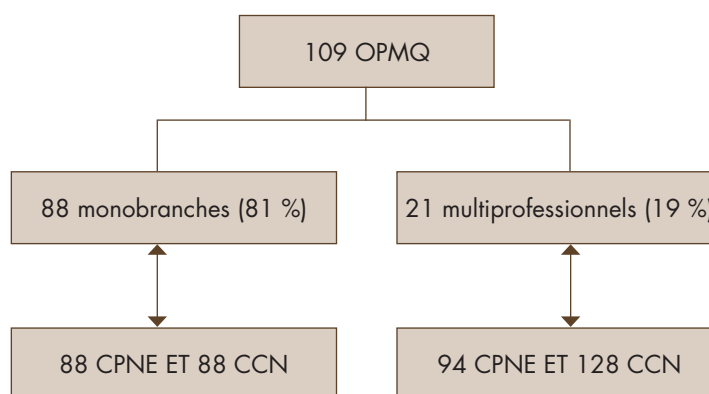 109 OPMQ
88 monobranches (81 %)
21 multiprofessionnels (19 %)
88 CPNE ET 88 CCN
94 CPNE ET 128 CCN